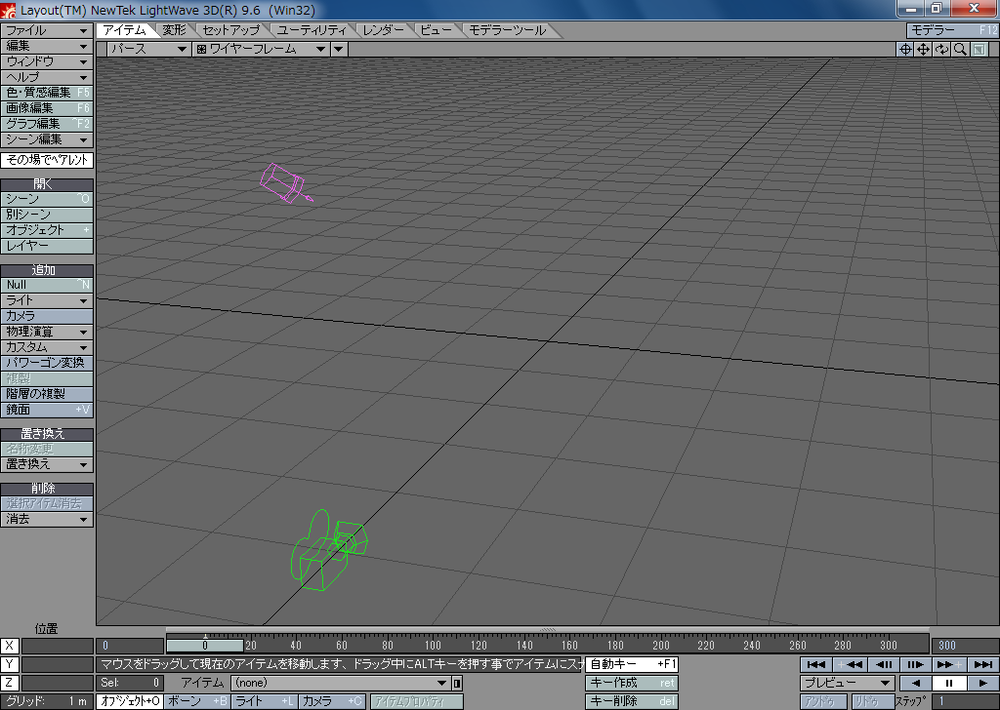 Layout(TM) NewTek LightWave 3D(R) 9.6 (Win32)
ファイル
編集
ウィンドウ
ヘルプ
色・質感編集 F5
画像編集 F6
グラフ編集 ^F2
シーン編集
その場でペアレント
開く
シーン ^O
別シーン
オブジェクト +
レイヤー
追加
Null ^N
ライト
カメラ
物理演算
カスタム
パワーゴン変換
複製
階層の複製
鏡面 +V
置き換え
名称変更
置き換え
削除
選択アイテム消去
消去
アイテム 変形 セットアップ ユーティリティ レンダー ビュー モデラーツール
モデラー F12
パース ワイヤーフレーム
位置
X 0 0 20 40 60 80 100 120 140 160 180 200 220 240 260 280 300 300
Y マウスをドラッグして現在のアイテムを移動します、ドラッグ中にALTキーを押す事でアイテムにスナ 自動キー +F1
Z Sel: 0 アイテム (none) キー作成 ret プレビュー
グリッド: 1 m オブジェクト+O ボーン +B ライト +L カメラ +C アイテムプロパティ キー削除 del アンドゥ リドゥ ステップ